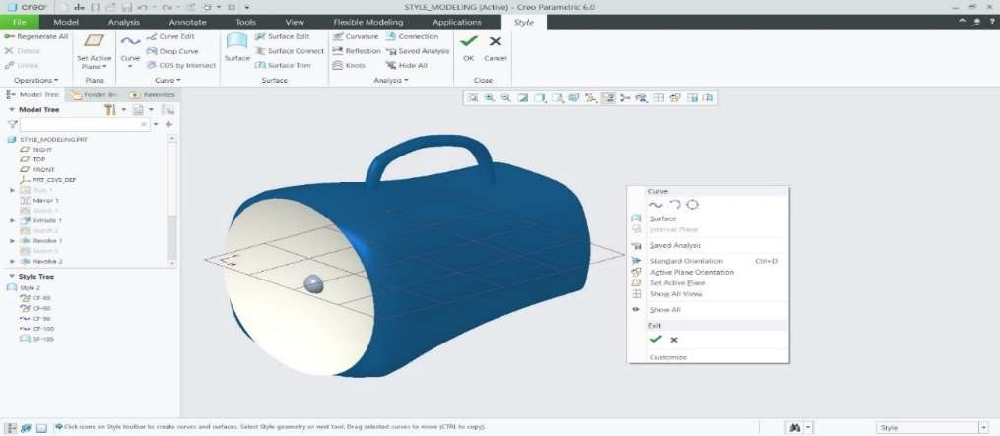 creo
STYLE_MODELING (Active) - Creo Parametric 6.0
File Model Analysis Annotate Tools View Flexible Modeling Applications Style
Regenerate All
Delete
Unlink
Operations
Set Active
Plane
Plane
Curve
Curve Edit
Drop Curve
COS by Intersect
Curve
Surface
Surface Edit
Surface Connect
Surface Trim
Surface
Curvature
Reflection
Knots
Connection
Saved Analysis
Hide All
Analysis
OK Cancel
Close
Model Tree Folder Br Favorites
Model Tree
STYLE_MODELING.PRT
RIGHT
TOP
FRONT
PRT_CSYS_DEF
Style 1
Mirror 1
Sketch 1
Extrude 1
Sketch 2
Revolve 1
Revolve 2
Style Tree
Style 2
CF-88
CF-90
CF-100
Curve
Surface
Internal Plane
Saved Analysis
Standard Orientation Ctrl+D
Active Plane Orientation
Set Active Plane
Show All Views
Show All
Exit
Customize
Click icons on Style toolbar to create curves and surfaces. Select Style geometry or next tool. Drag selected curves to move (CTRL to copy).
Style